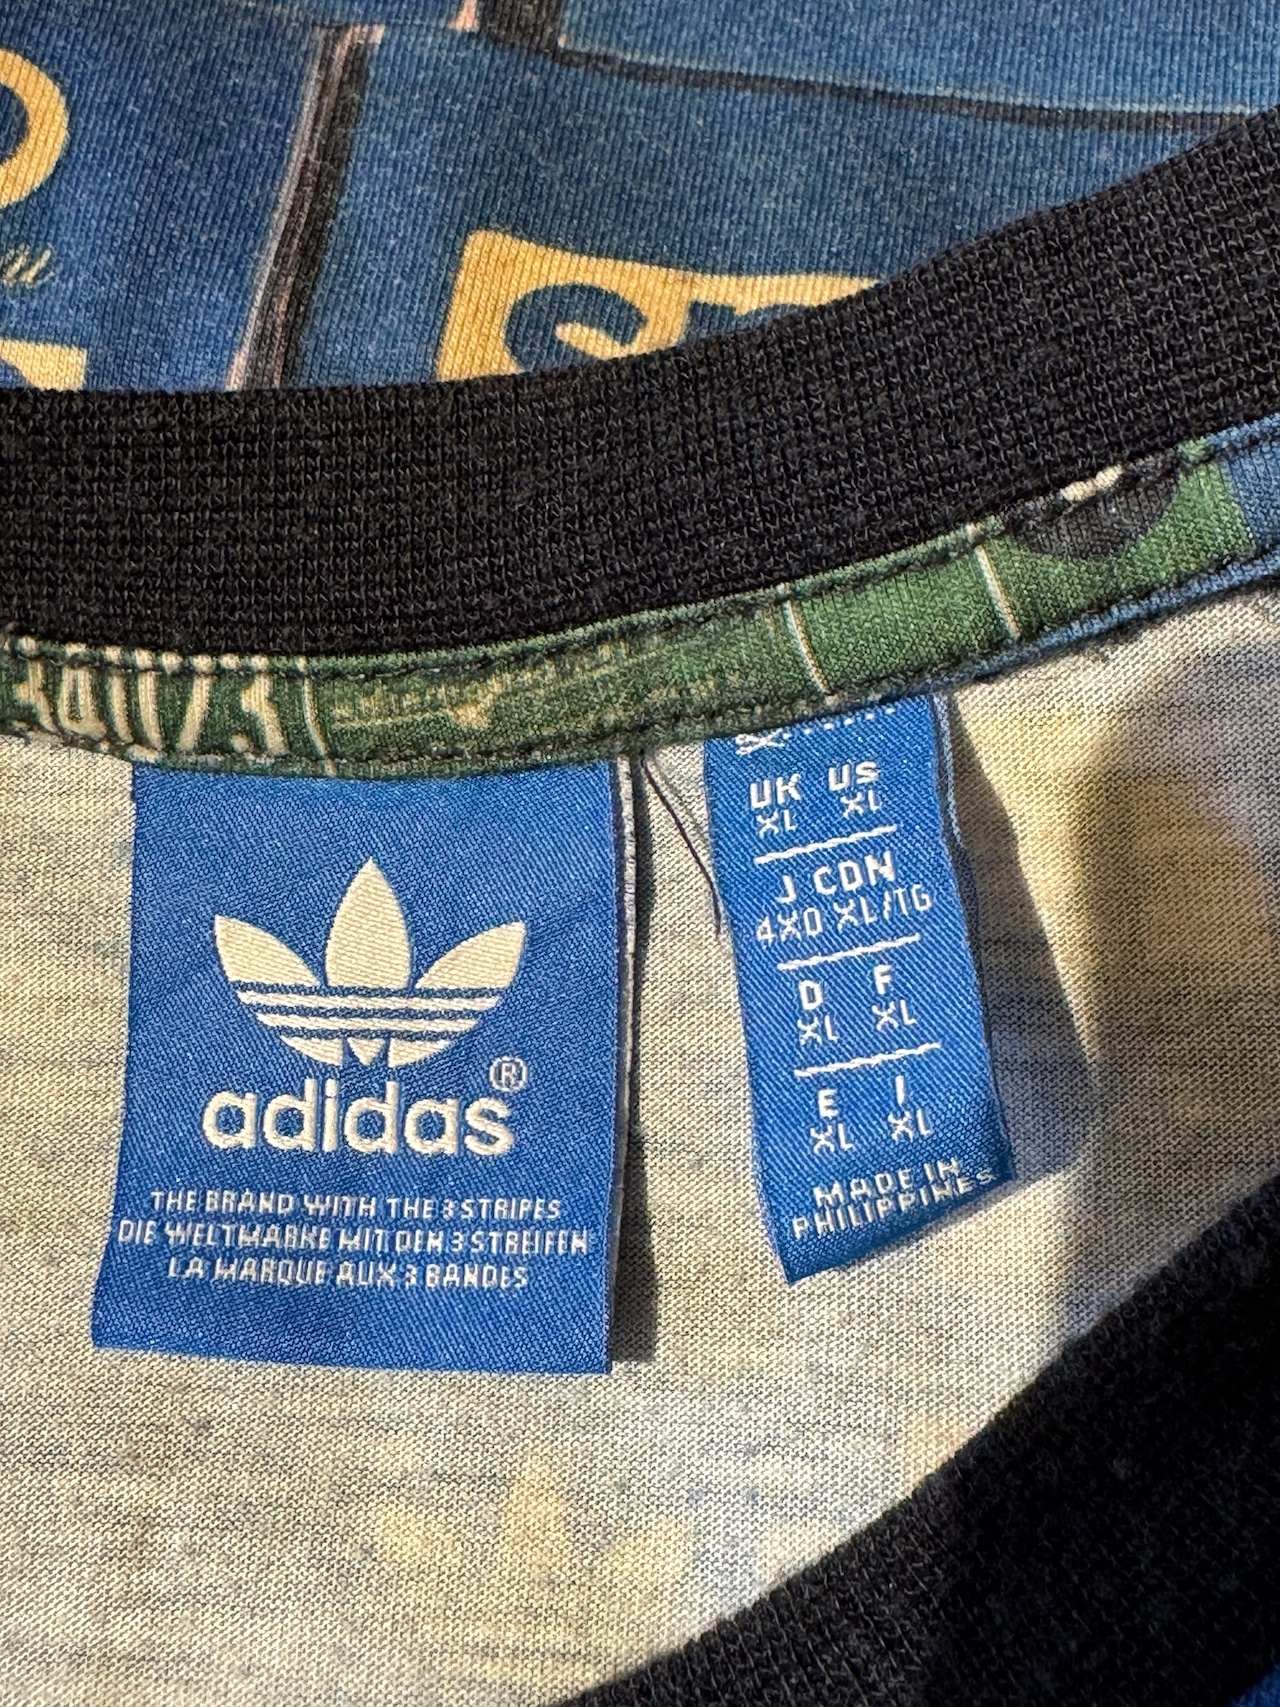 adidas®
THE BRAND WITH THE 3 STRIPES
DIE WELTMARKE MIT DEN 3 STREIFEN
LA MARQUE AUX 3 BANDES
UK US
XL XL
J CDN
4XO XL/TG
D F
XL XL
E I
XL XL
MADE IN
PHILIPPINES